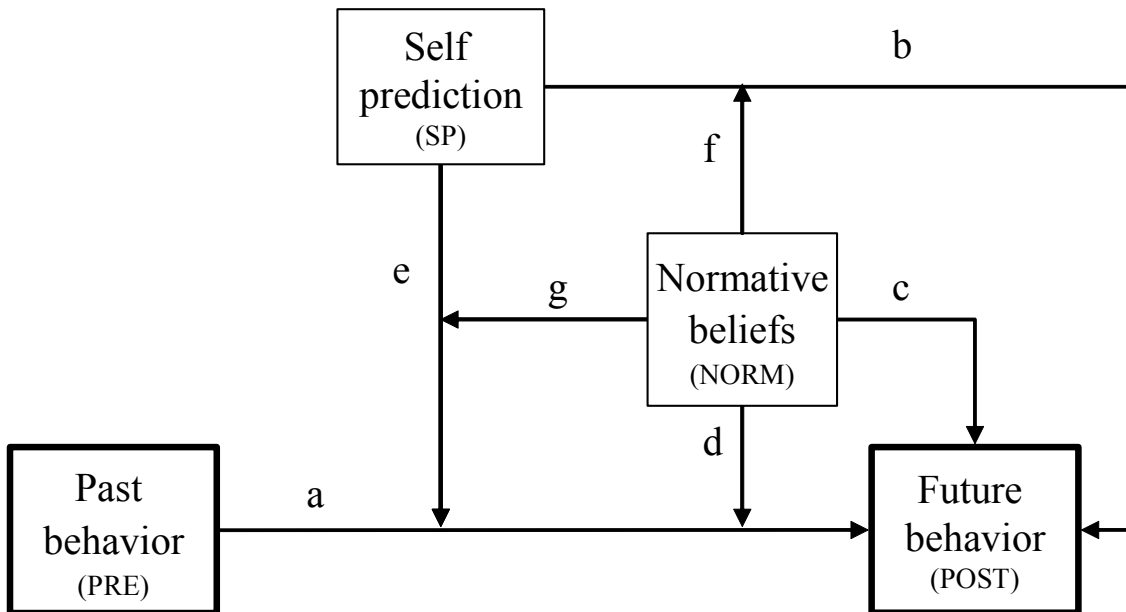 Self
prediction
(SP)
b
f
e
g
Normative
beliefs
(NORM)
c
d
a
Past
behavior
(PRE)
Future
behavior
(POST)